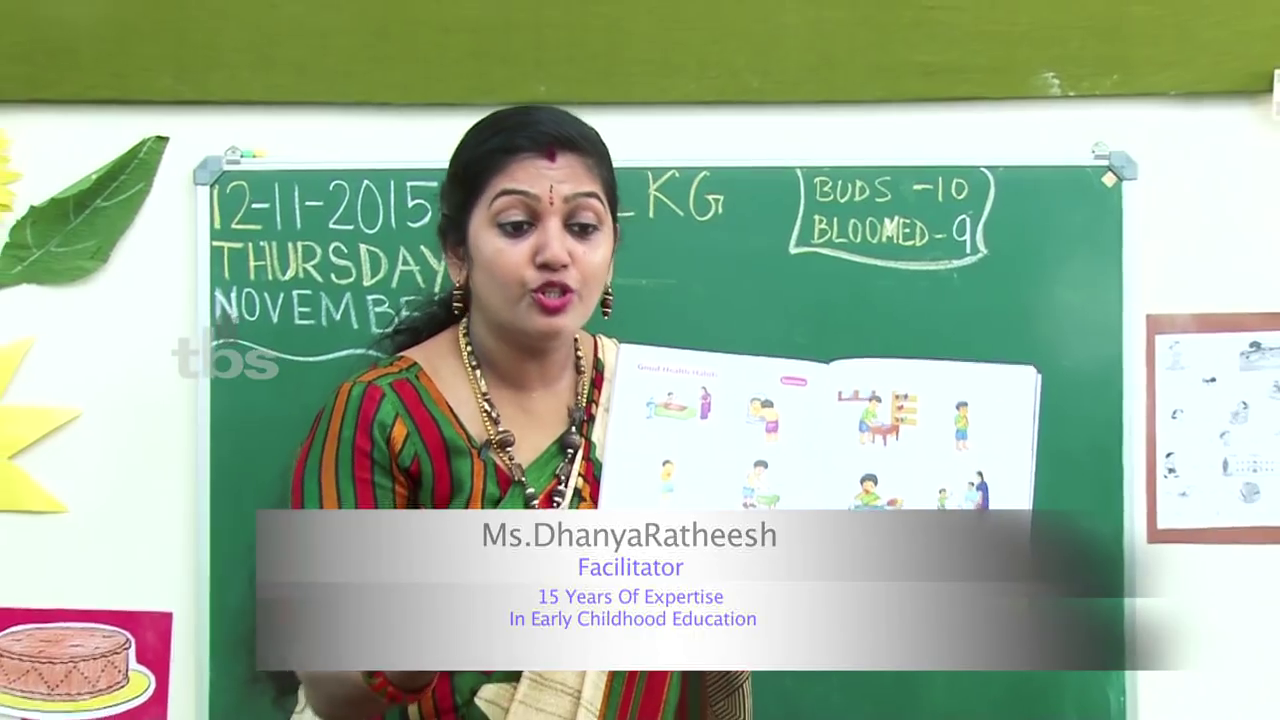 12-11-2015
THURSDAY
NOVEMBE
LKG
BUDS -10
BLOOMED-9
tbs
Good Health Habits
Ms.DhanyaRatheesh
Facilitator
15 Years Of Expertise
In Early Childhood Education